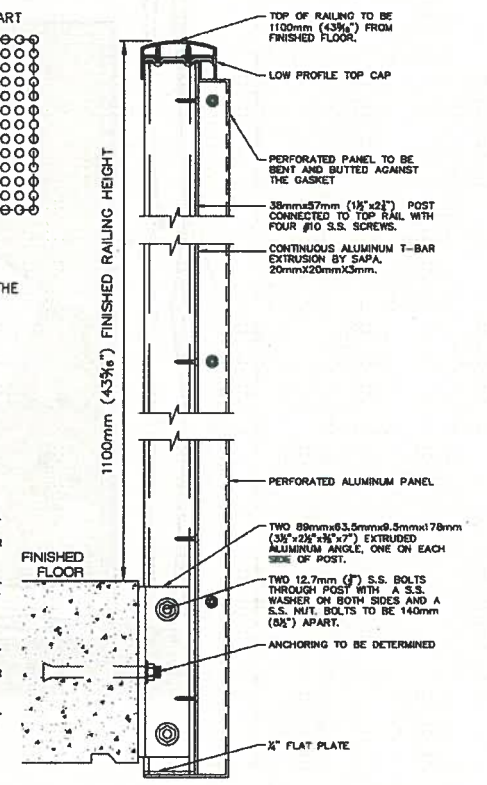 ART
TOP OF RAILING TO BE
1100mm (43 5/16") FROM
FINISHED FLOOR.
LOW PROFILE TOP CAP
PERFORATED PANEL TO BE
BENT AND BUTTED AGAINST
THE GASKET
38mmx57mm (1½"x2¼") POST
CONNECTED TO TOP RAIL WITH
FOUR #10 S.S. SCREWS.
CONTINUOUS ALUMINUM T-BAR
EXTRUSION BY SAPA.
20mmX20mmX3mm.
THE
1100mm (43 5/16") FINISHED RAILING HEIGHT
PERFORATED ALUMINUM PANEL
TWO 89mmx63.5mmx9.5mmx178mm
(3½"x2½"x⅜"x7") EXTRUDED
ALUMINUM ANGLE, ONE ON EACH
SIDE OF POST.
FINISHED
FLOOR
TWO 12.7mm S.S. BOLTS
THROUGH POST WITH A S.S.
WASHER ON BOTH SIDES AND A
S.S. NUT. BOLTS TO BE 140mm
(5½") APART.
ANCHORING TO BE DETERMINED
¼" FLAT PLATE